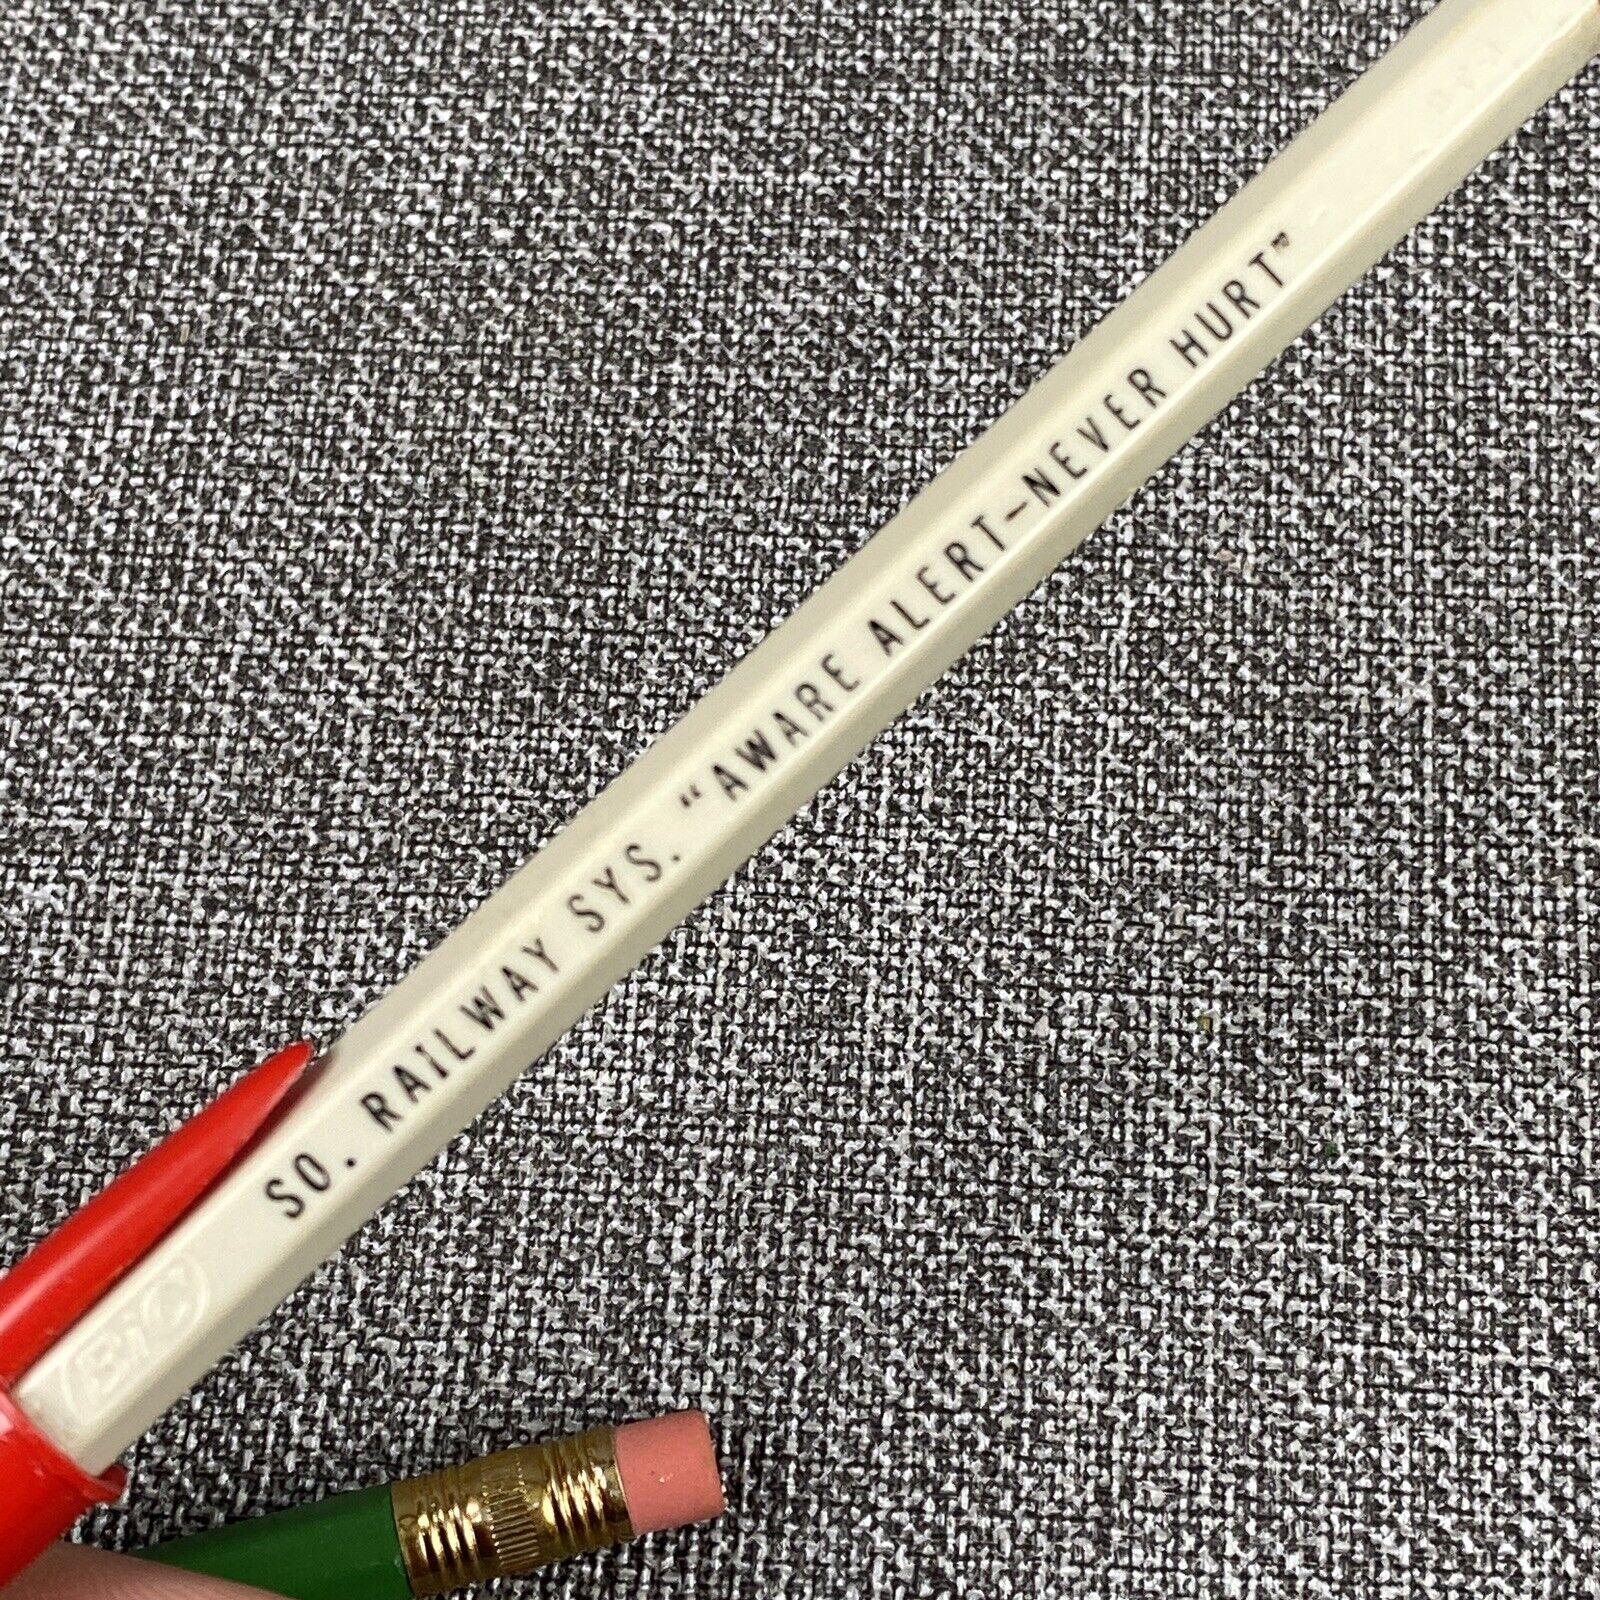 SO. RAILWAY SYS. “AWARE ALERT-NEVER HURT”
BiC